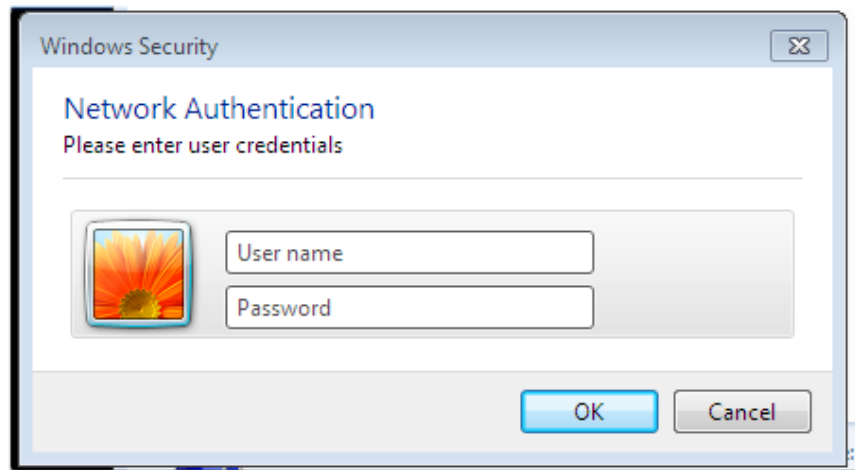 Windows Security
Network Authentication
Please enter user credentials
User name
Password
OK
Cancel